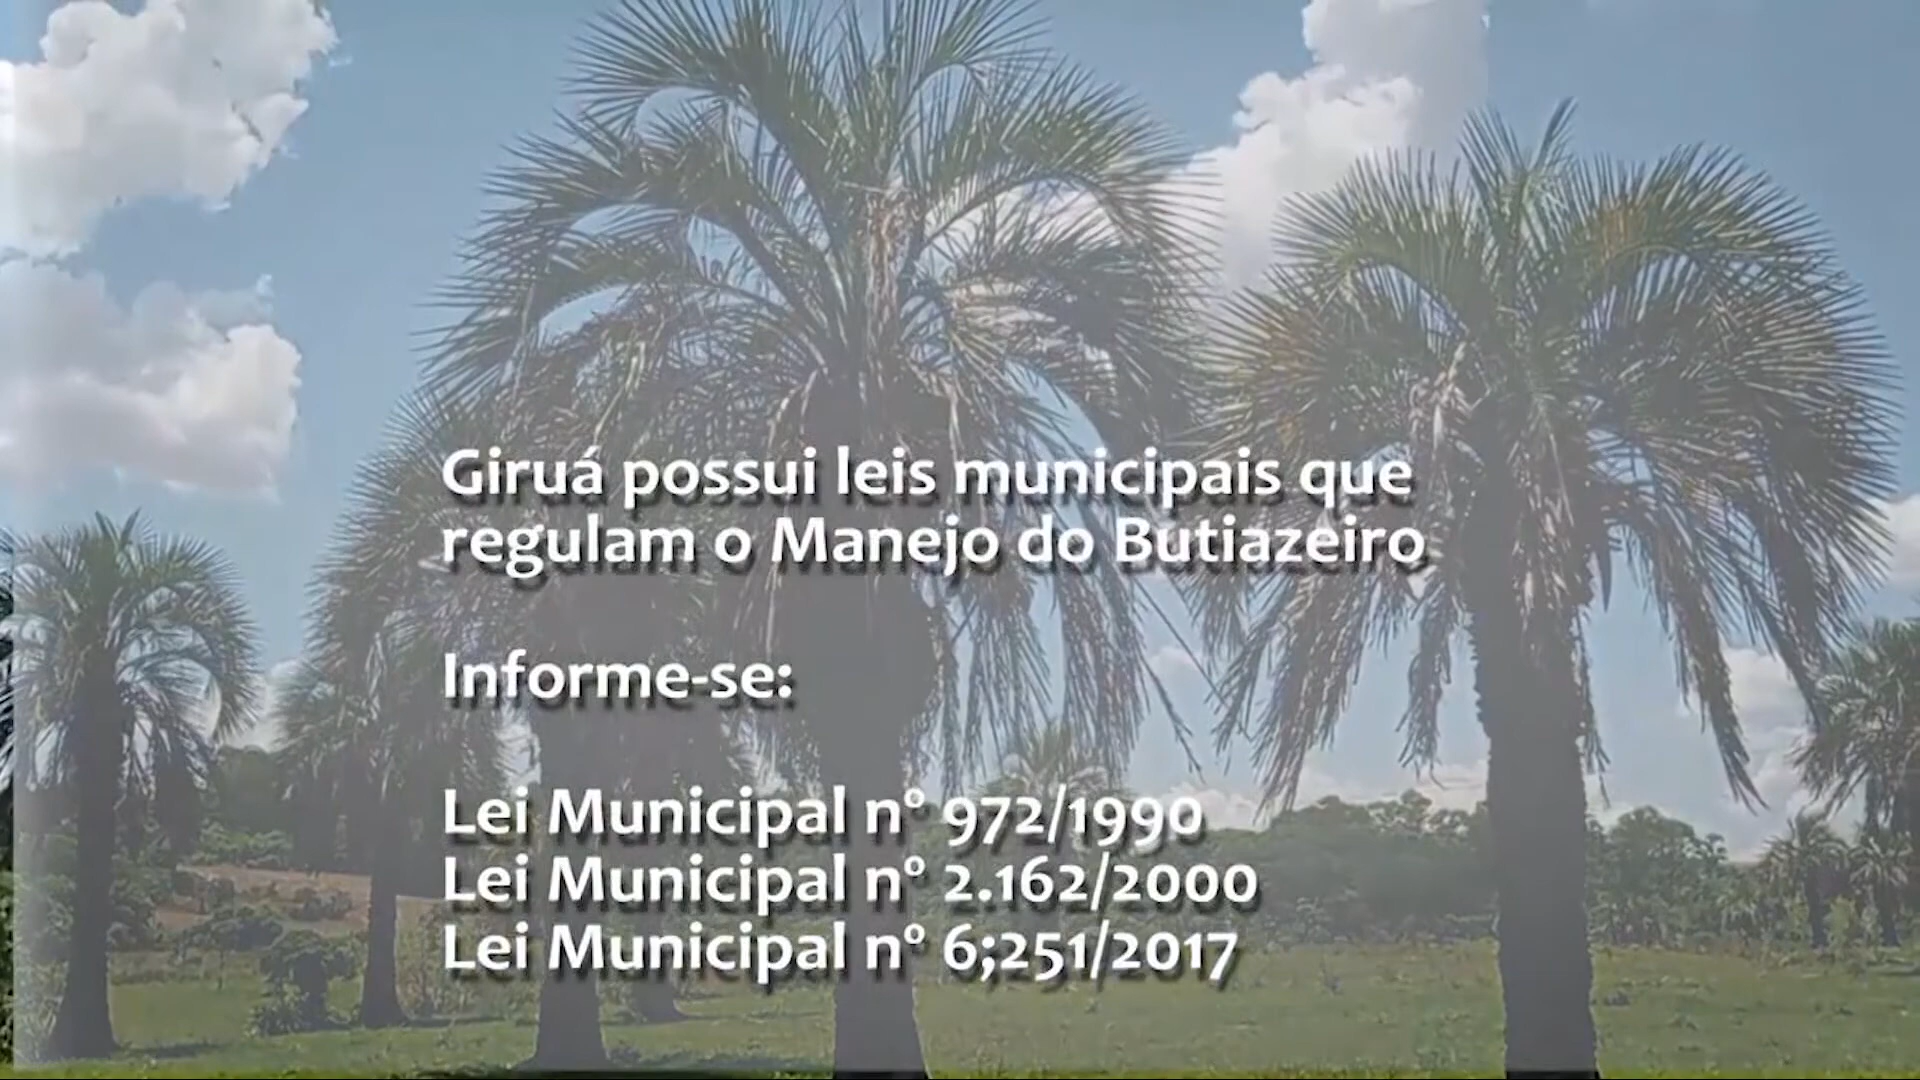 Giruá possui leis municipais que
regulam o Manejo do Butiazeiro
Informe-se:
Lei Municipal nº 972/1990
Lei Municipal nº 2.162/2000
Lei Municipal nº 6;251/2017